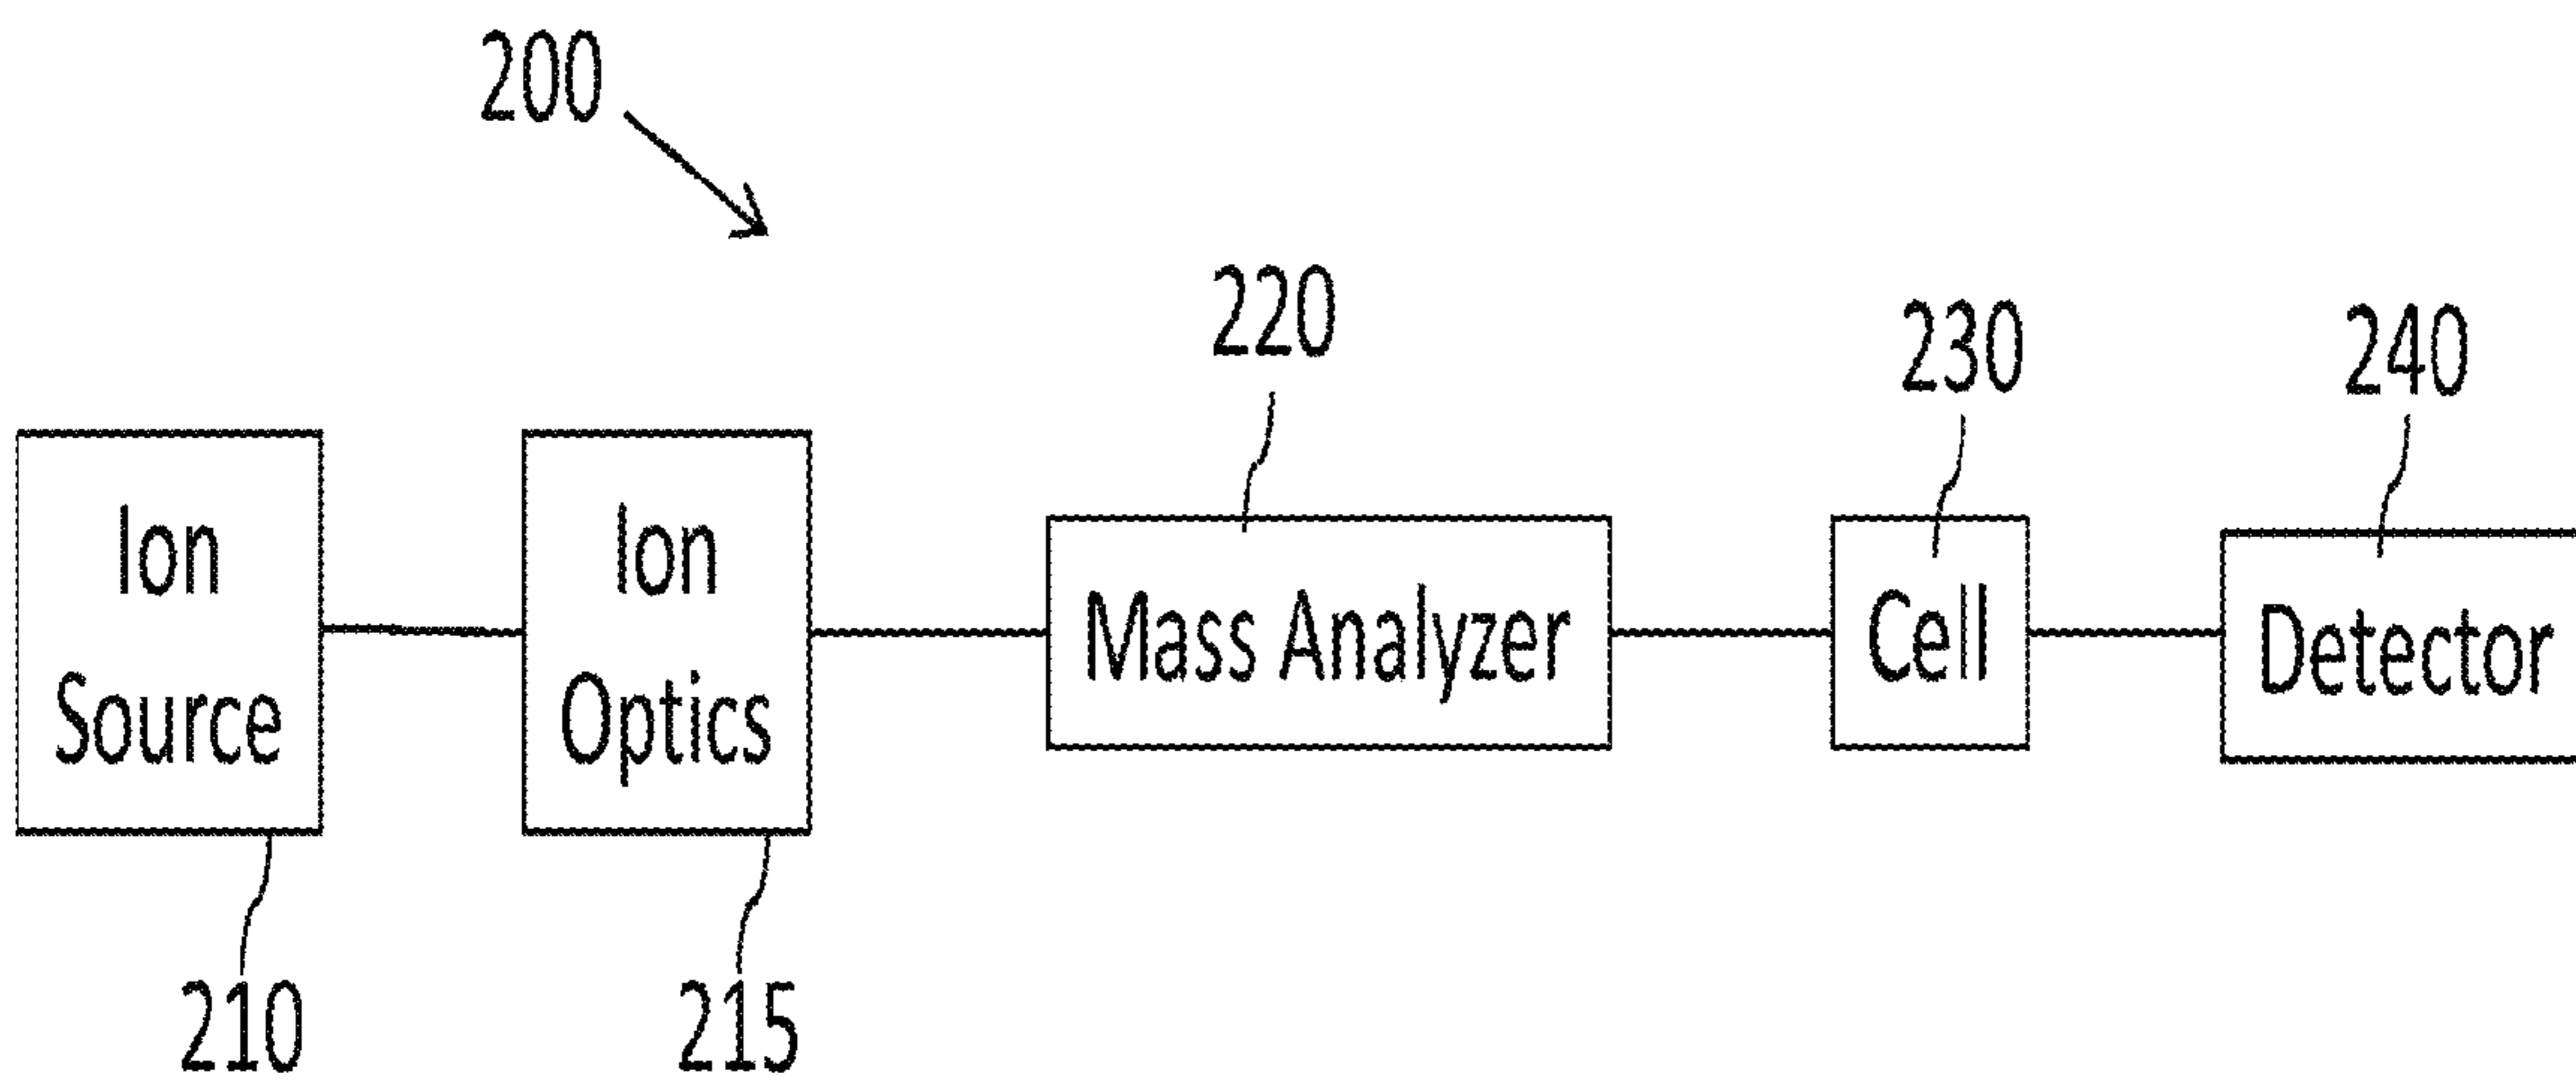 200
220
230
240
Ion
Source
Ion
Optics
Mass Analyzer
Cell
Detector
210
215